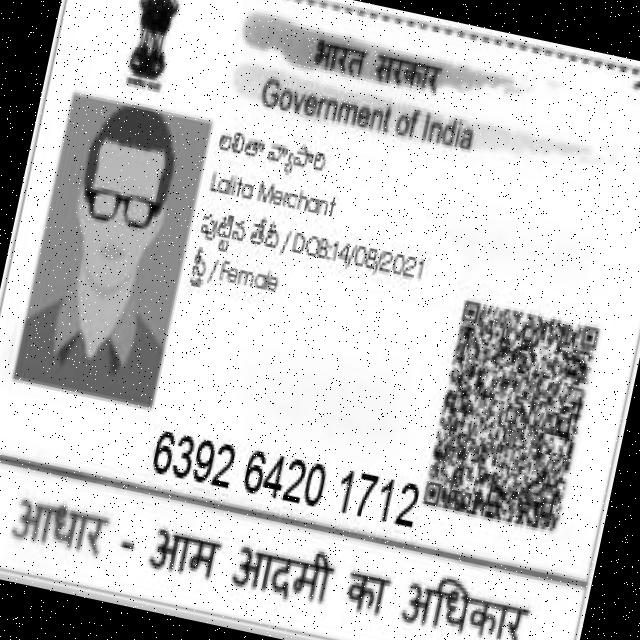 भारत सरकार
Government of India
లలితా వ్యాపారి
Lalita Merchant
పుట్టిన తేదీ / DOB:14/08/2021
స్త్రీ / Female
6392 6420 1712
आधार - आम आदमी का अधिकार